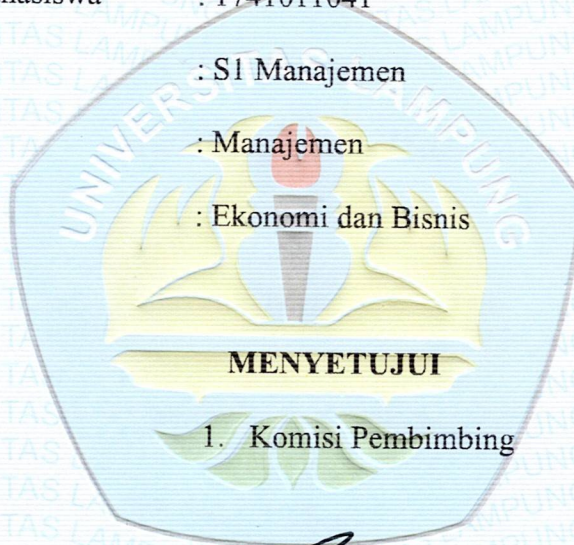 : S1 Manajemen
: Manajemen
: Ekonomi dan Bisnis
UNIVERSITAS LAMPUNG
MENYETUJUI
1. Komisi Pembimbing